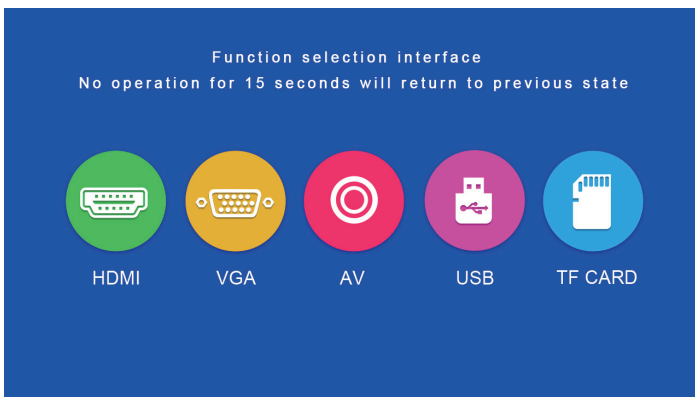 Function selection interface
No operation for 15 seconds will return to previous state
HDMI VGA AV USB TF CARD